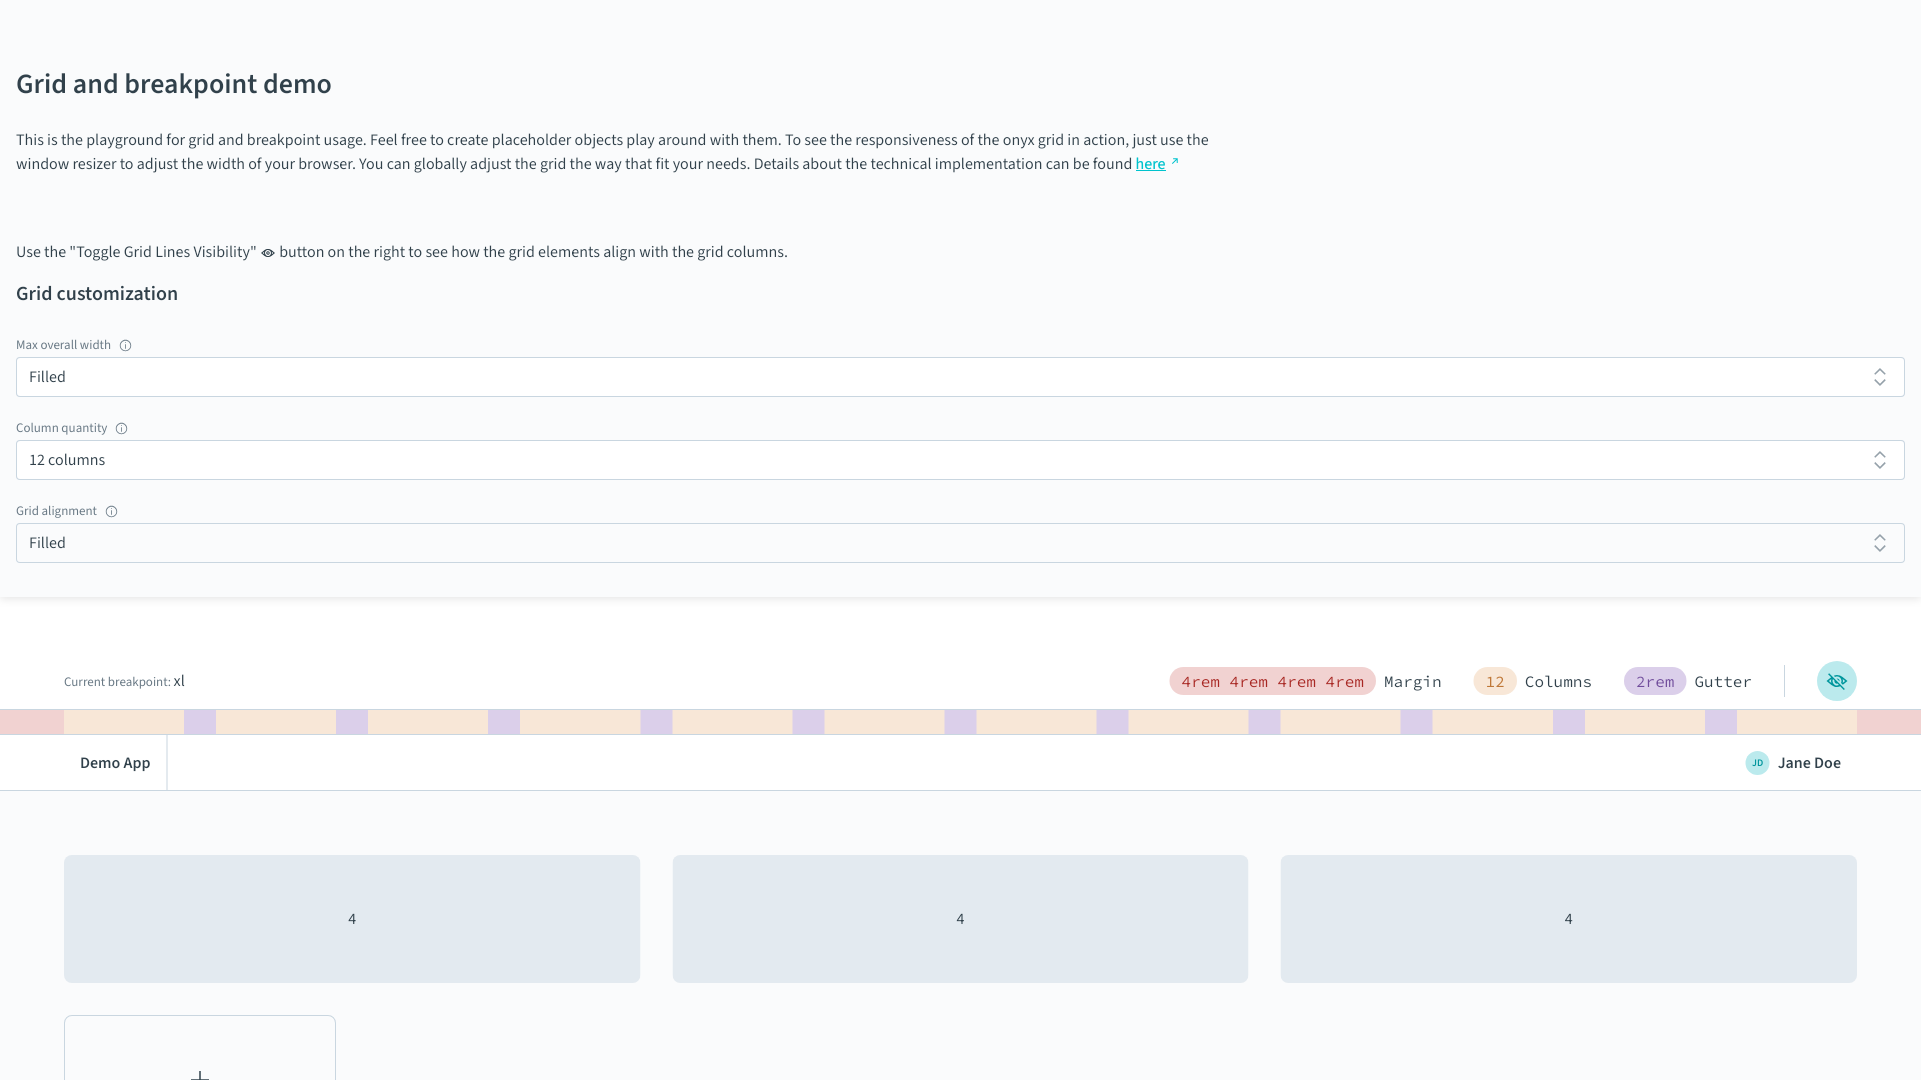 Grid and breakpoint demo
This is the playground for grid and breakpoint usage. Feel free to create placeholder objects play around with them. To see the responsiveness of the onyx grid in action, just use the
window resizer to adjust the width of your browser. You can globally adjust the grid the way that fit your needs. Details about the technical implementation can be found here
Use the "Toggle Grid Lines Visibility" button on the right to see how the grid elements align with the grid columns.
Grid customization
Max overall width
Filled
Column quantity
12 columns
Grid alignment
Filled
Current breakpoint: xl
4rem 4rem 4rem 4rem Margin 12 Columns 2rem Gutter
Demo App
JD Jane Doe
4 4 4